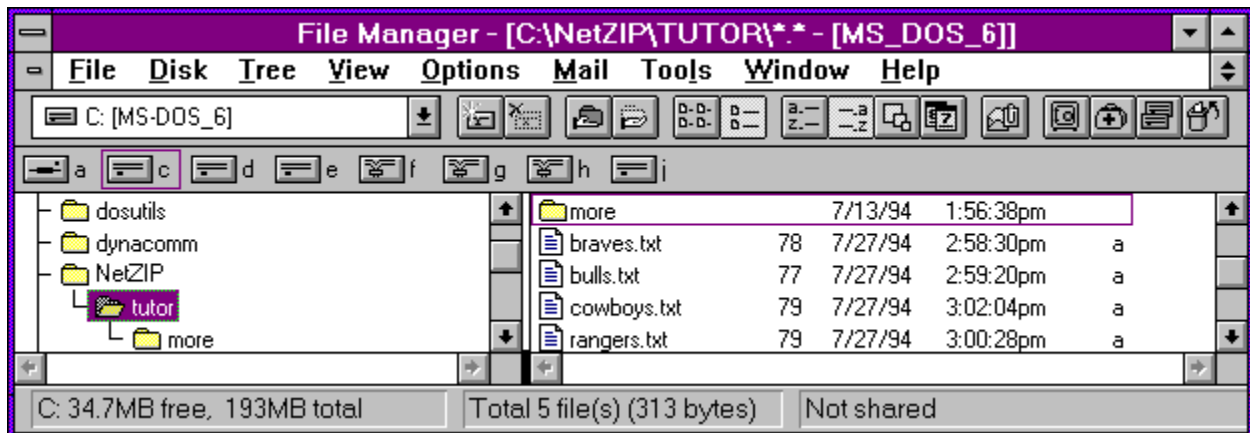 File Manager - [C:\NetZIP\TUTOR\*.* - [MS_DOS_6]]
File Disk Tree View Options Mail Tools Window Help
C: [MS-DOS_6]
a c d e f g h j
dosutils
dynacomm
NetZIP
tutor
more
more 7/13/94 1:56:38pm
braves.txt 78 7/27/94 2:58:30pm a
bulls.txt 77 7/27/94 2:59:20pm a
cowboys.txt 79 7/27/94 3:02:04pm a
rangers.txt 79 7/27/94 3:00:28pm a
C: 34.7MB free, 193MB total Total 5 file(s) (313 bytes) Not shared